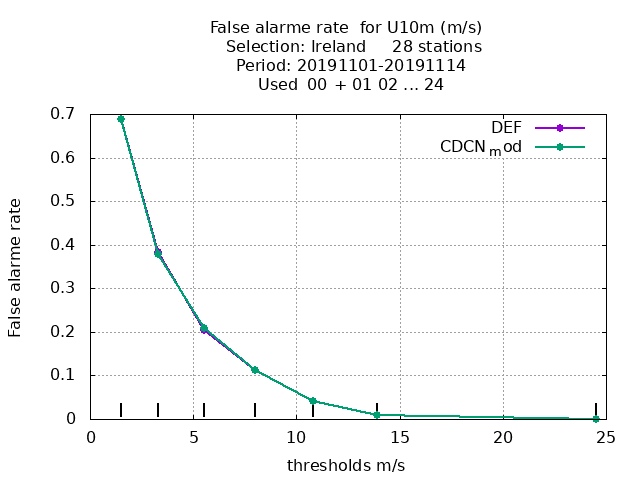 False alarme rate  for U10m (m/s)
Selection: Ireland     28 stations
Period: 20191101-20191114
Used  00  + 01 02 ... 24
DEF
CDCNmod
0.7
0.6
0.5
0.4
0.3
0.2
0.1
0
False alarme rate
0 5 10 15 20 25
thresholds m/s